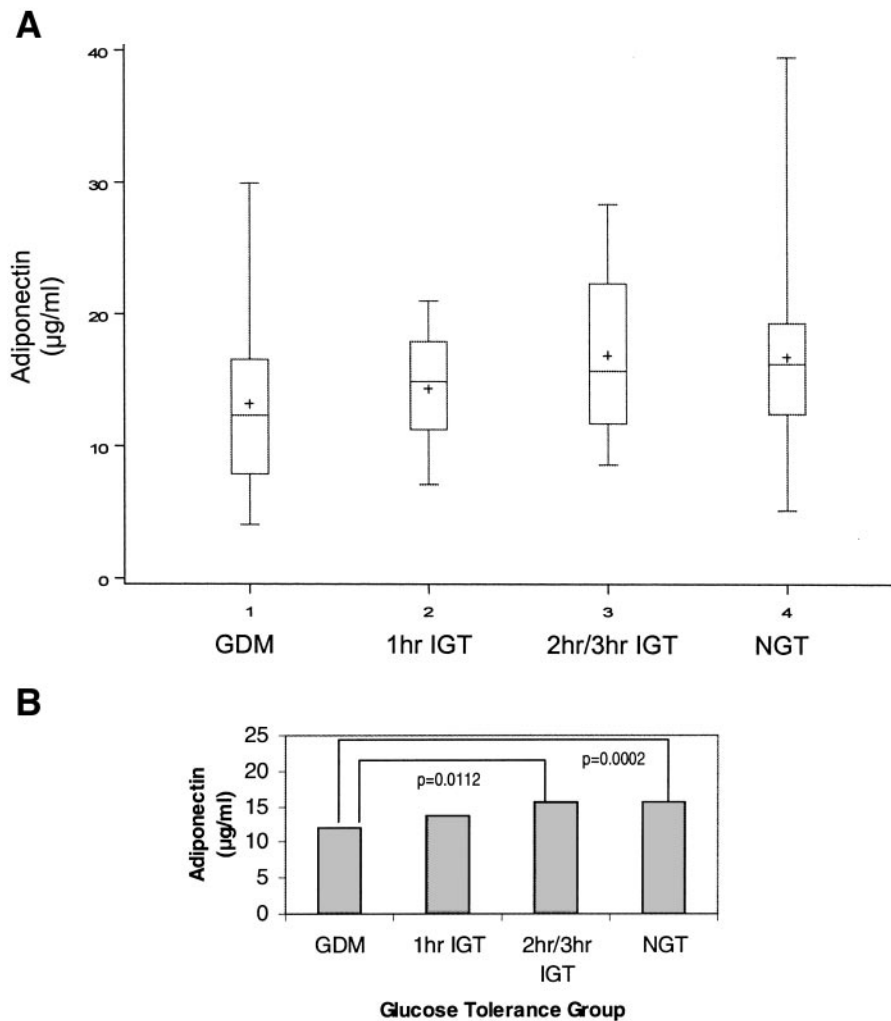 A
40
30
20
10
0
Adiponectin
(µg/ml)
1 2 3 4
GDM 1hr IGT 2hr/3hr IGT NGT
B
25
20
15
10
5
0
Adiponectin
(µg/ml)
p=0.0112
p=0.0002
GDM 1hr IGT 2hr/3hr NGT
IGT
Glucose Tolerance Group